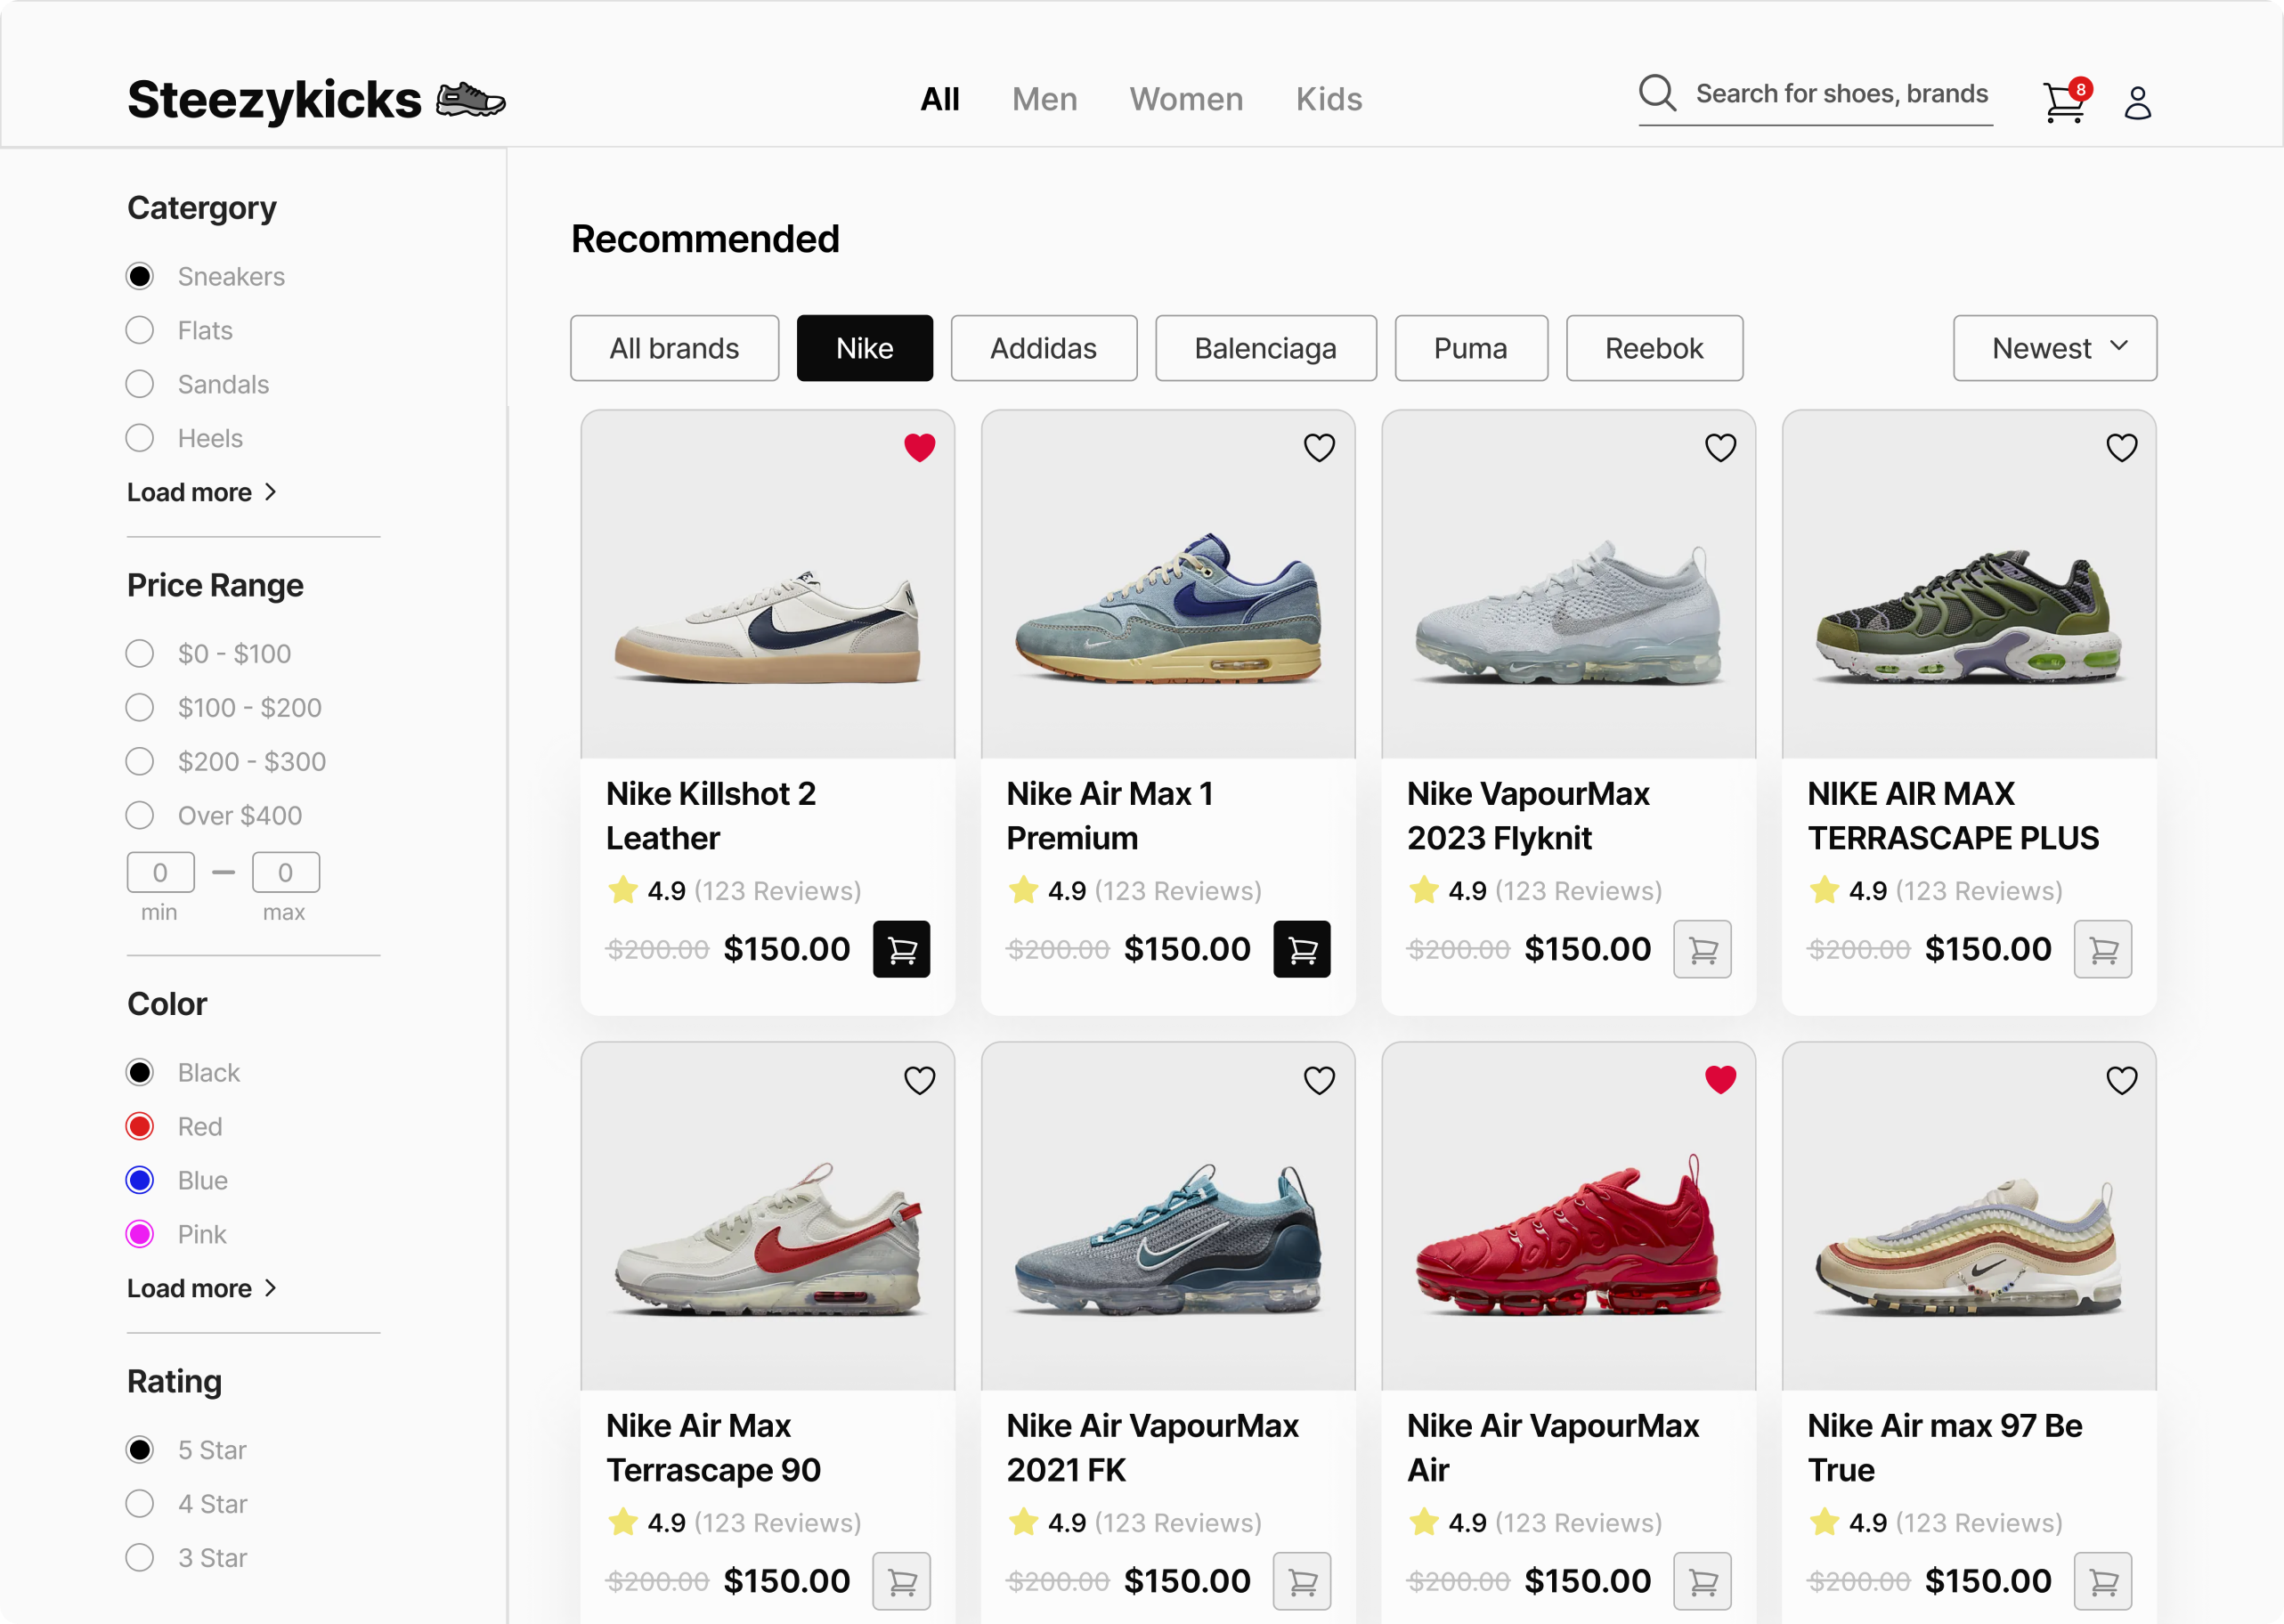 Steezykicks
All Men Women Kids
Search for shoes, brands
8
Catergory
Sneakers
Flats
Sandals
Heels
Load more
Price Range
$0 - $100
$100 - $200
$200 - $300
Over $400
0 0
min max
Color
Black
Red
Blue
Pink
Load more
Rating
5 Star
4 Star
3 Star
Recommended
All brands Nike Addidas Balenciaga Puma Reebok Newest
Nike Killshot 2
Leather
4.9 (123 Reviews)
$200.00 $150.00
Nike Air Max 1
Premium
4.9 (123 Reviews)
$200.00 $150.00
Nike VapourMax
2023 Flyknit
4.9 (123 Reviews)
$200.00 $150.00
NIKE AIR MAX
TERRASCAPE PLUS
4.9 (123 Reviews)
$200.00 $150.00
Nike Air Max
Terrascape 90
4.9 (123 Reviews)
$200.00 $150.00
Nike Air VapourMax
2021 FK
4.9 (123 Reviews)
$200.00 $150.00
Nike Air VapourMax
Air
4.9 (123 Reviews)
$200.00 $150.00
Nike Air max 97 Be
True
4.9 (123 Reviews)
$200.00 $150.00